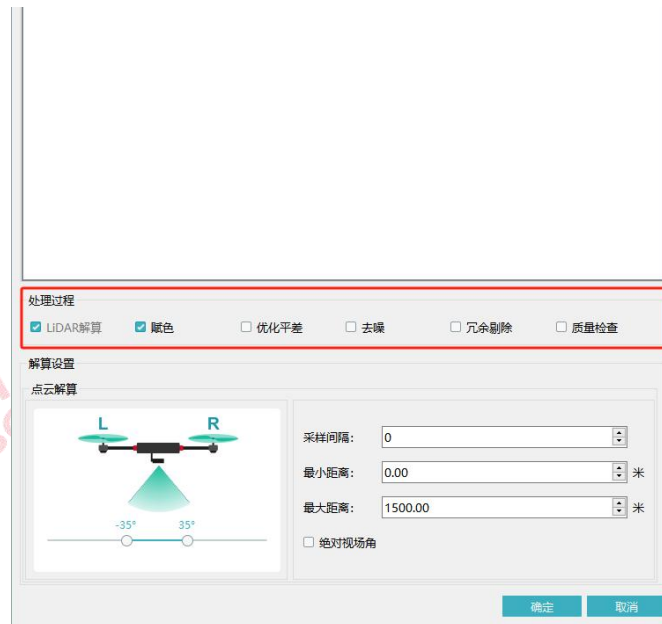 处理过程
LiDAR解算 赋色 优化平差 去噪 冗余剔除 质量检查
解算设置
点云解算
L R
-35° 35°
采样间隔: 0
最小距离: 0.00 米
最大距离: 1500.00 米
绝对视场角
确定 取消